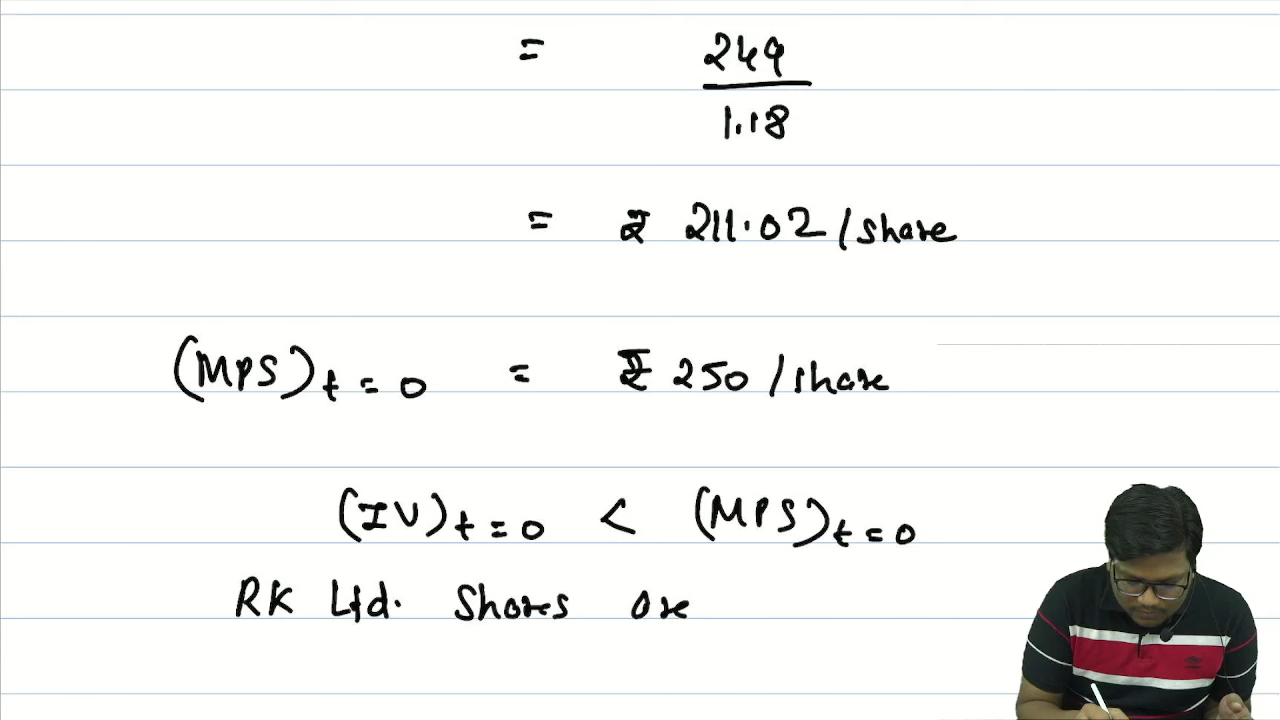 = 249
1.18
= ₹ 211.02 / share
(MPS)t=0 = ₹ 250 / share
(IV)t=0 < (MPS)t=0
RK Ltd. Shares are